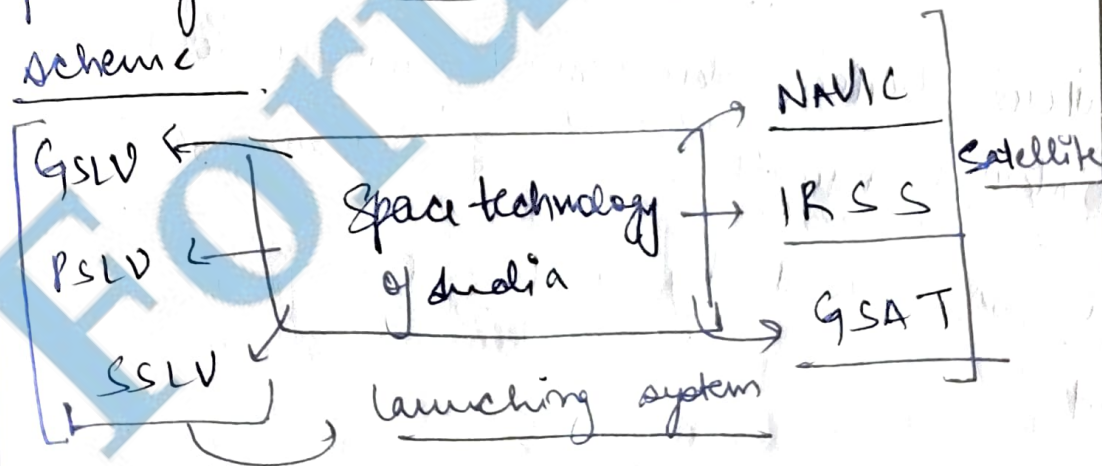 scheme
GSLV
PSLV
SSLV
Space technology
of India
NAVIC
IRSS
GSAT
Satellite
launching system